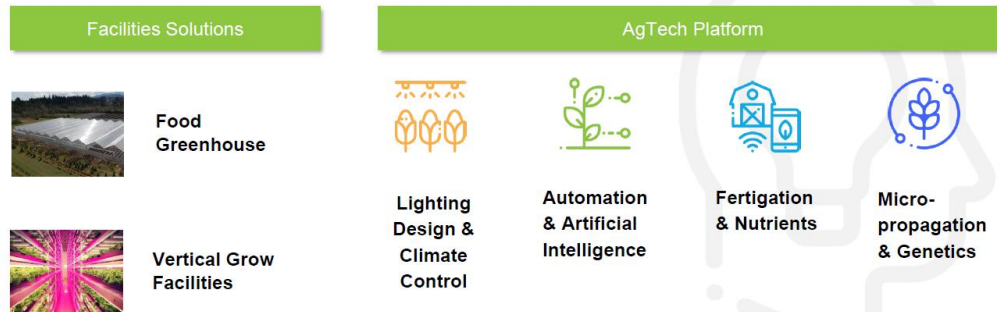 Facilities Solutions
AgTech Platform
Food
Greenhouse
Vertical Grow
Facilities
Lighting
Design &
Climate
Control
Automation
& Artificial
Intelligence
Fertigation
& Nutrients
Micro-
propagation
& Genetics